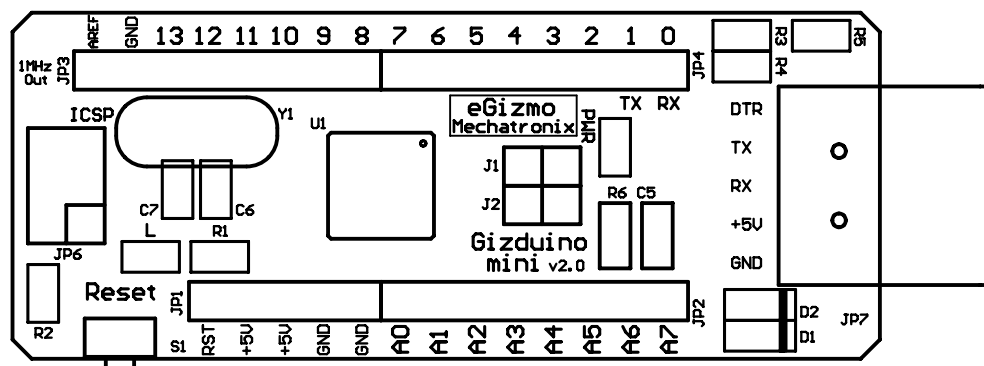 AREF GND 13 12 11 10 9 8 7 6 5 4 3 2 1 0
R3 R5
1MHz Out JP3
JP4 R4
ICSP
Y1
eGizmo
Mechatronix
TX RX
PWR
DTR
U1
J1
TX
RX
J2
R6 C5
C7 C6
L R1
Gizduino
mini v2.0
+5V
GND
JP6
Reset
JP1
JP2
R2
S1
D2
D1
JP7
RST +5V +5V GND GND A0 A1 A2 A3 A4 A5 A6 A7